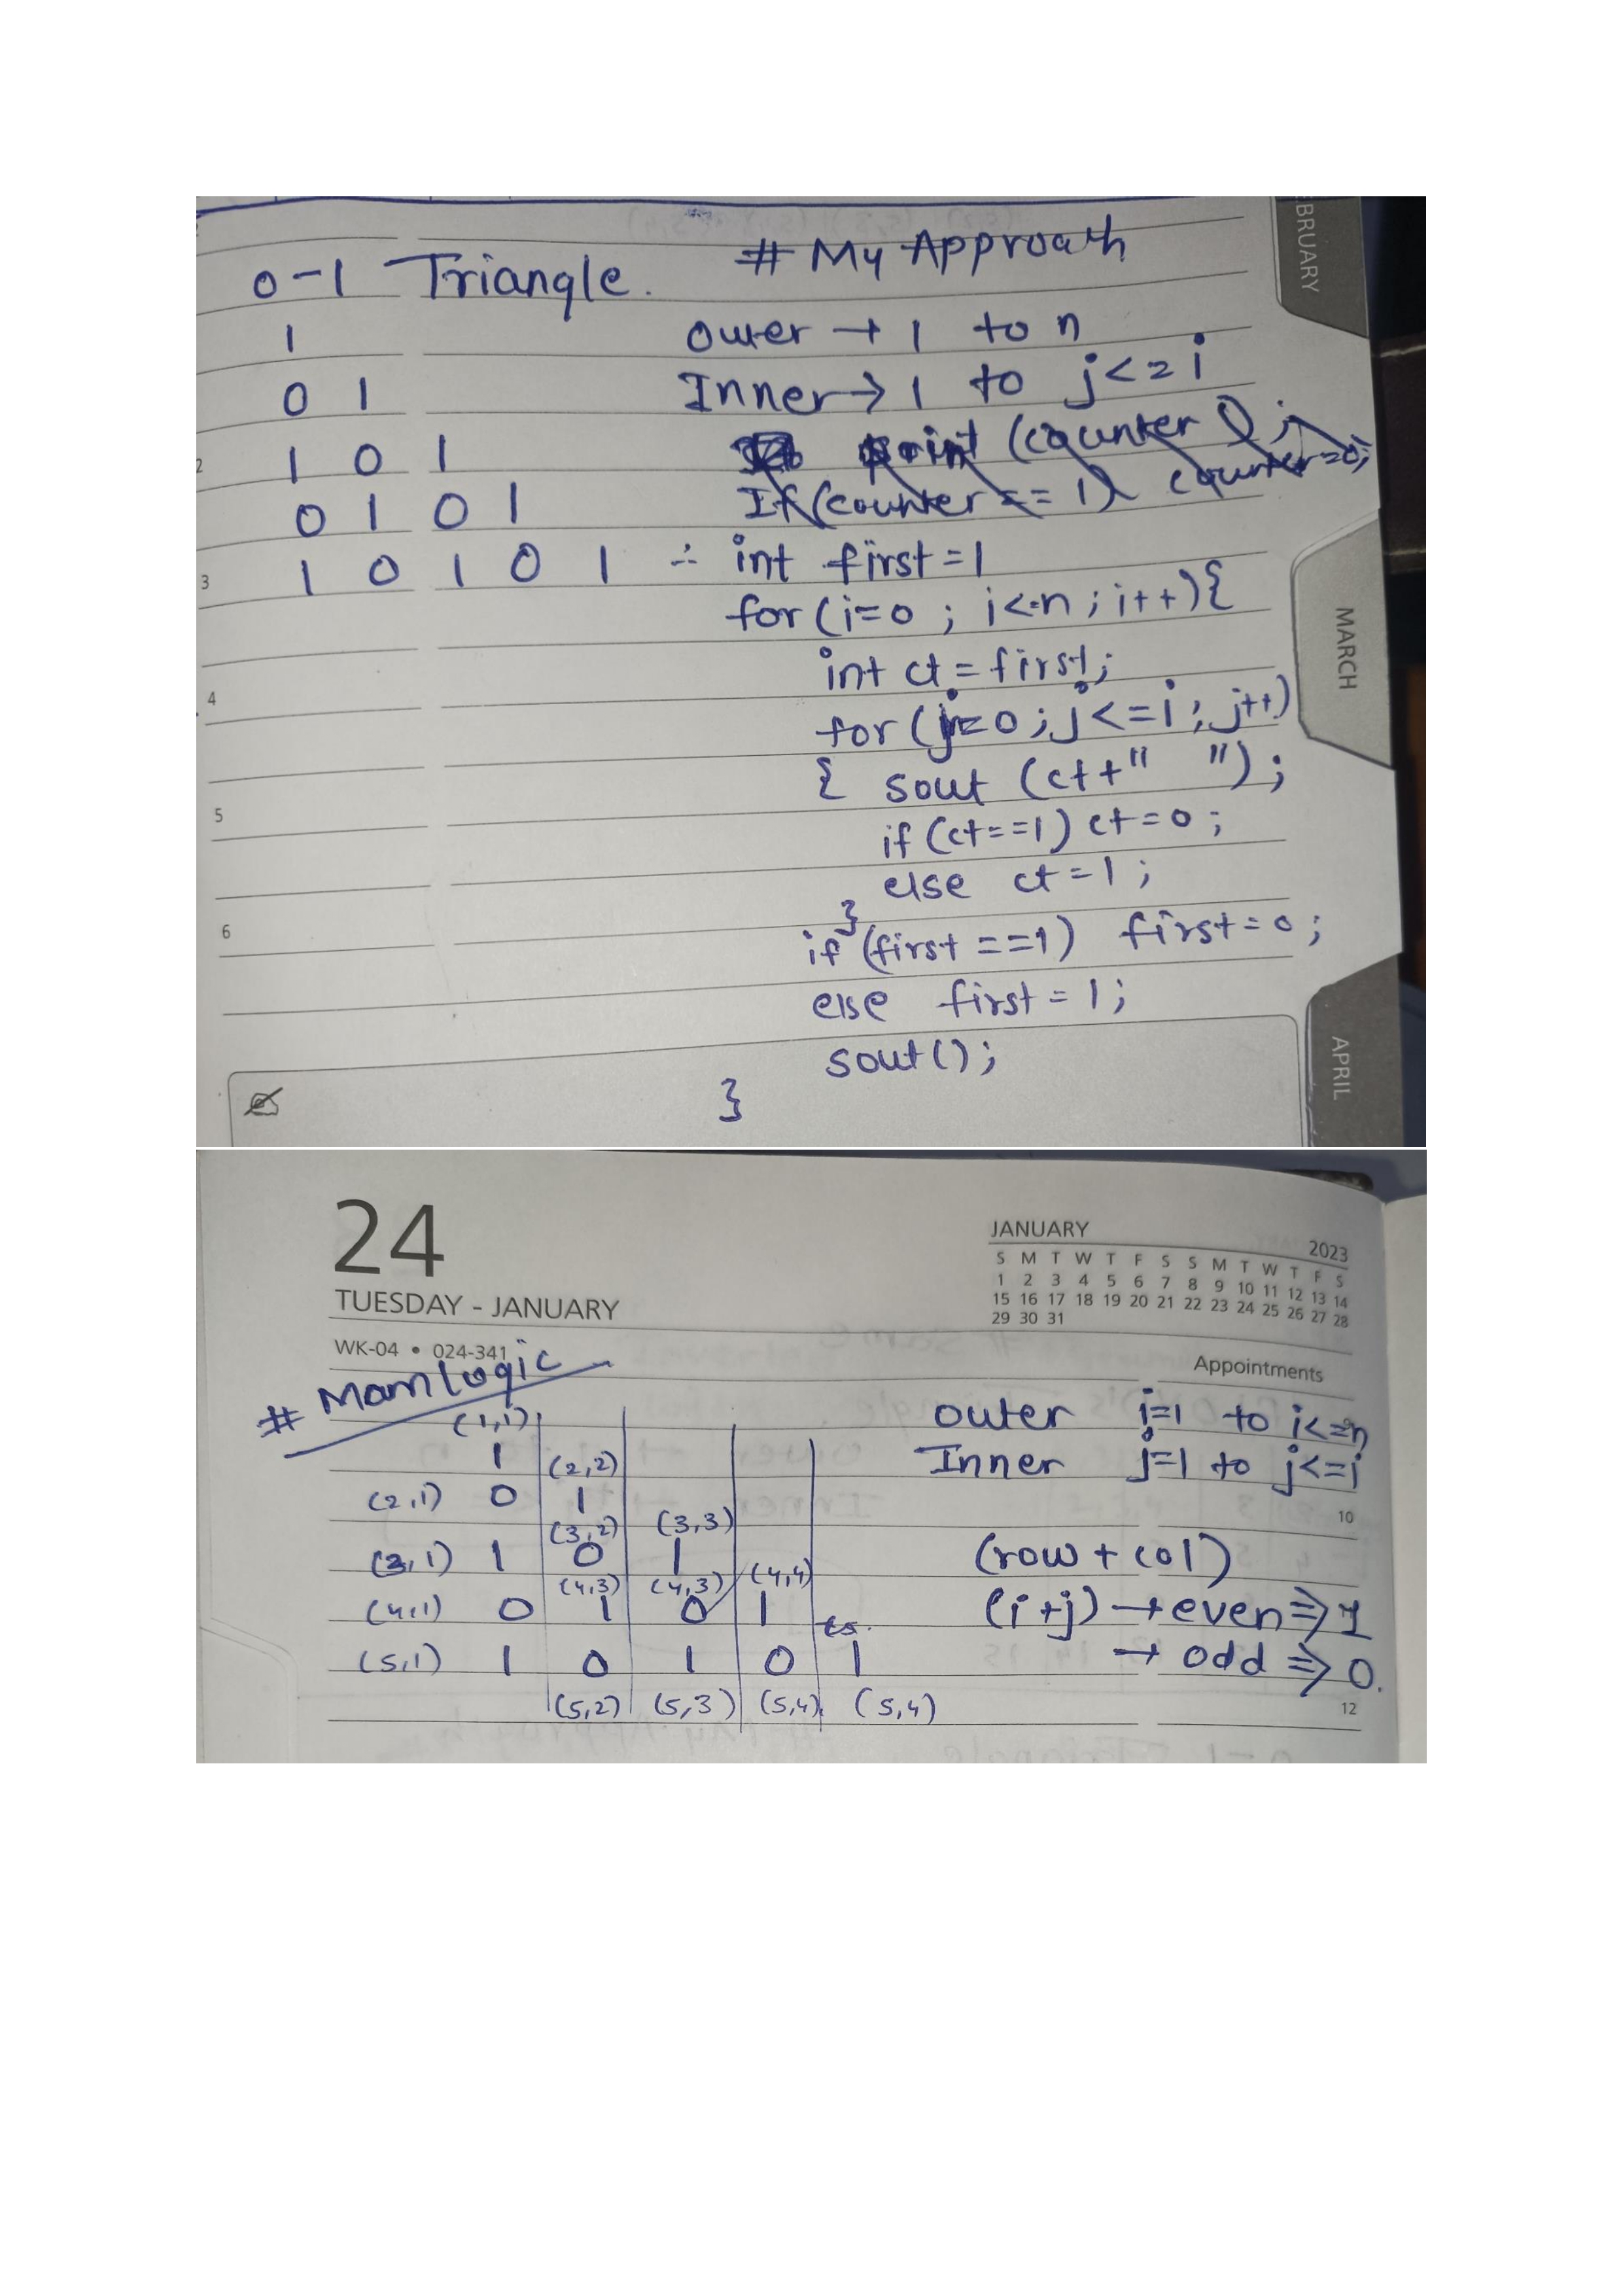 0-1 Triangle. # My Approach
1 Outer → 1 to n
0 1 Inner → 1 to j<=i
2 1 0 1 print (counter);
0 1 0 1 If (counter == 1) counter=0;
3 1 0 1 0 1 ∴ int first=1
for (i=0 ; i<=n ; i++){
4 int ct = first;
for (j=0 ; j<=i ; j++)
{ sout (ct+" ");
5 if (ct==1) ct=0 ;
else ct=1 ;
}
6 if (first ==1) first=0 ;
else first=1 ;
sout();
}
EBRUARY
MARCH
APRIL
24
TUESDAY - JANUARY
WK-04 • 024-341
JANUARY 2023
S M T W T F S S M T W T F S
1 2 3 4 5 6 7 8 9 10 11 12 13 14
15 16 17 18 19 20 21 22 23 24 25 26 27 28
29 30 31
Appointments
# Mam Logic
(1,1) Outer i=1 to i<=n
1 (2,2) Inner j=1 to j<=i
(2,1) 0 1
10
(3,2) (3,3)
(3,1) 1 0 1 (row + col)
(4,3) (4,3) (4,4)
(4,1) 0 1 0 1 (i+j) → even ⇒ 1
(5,1) 1 0 1 0 1 → odd ⇒ 0.
(5,2) (5,3) (5,4) (5,4)
12